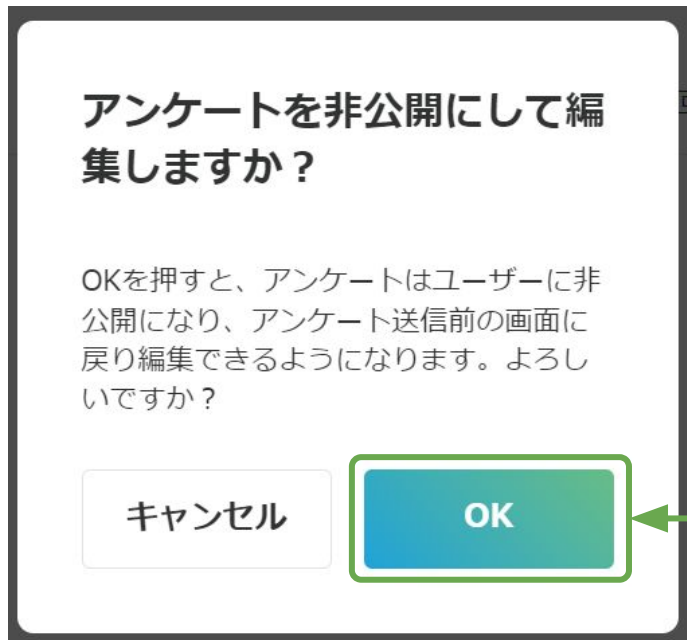 アンケートを非公開にして編
集しますか？
OKを押すと、アンケートはユーザーに非
公開になり、アンケート送信前の画面に
戻り編集できるようになります。よろし
いですか？
キャンセル
OK